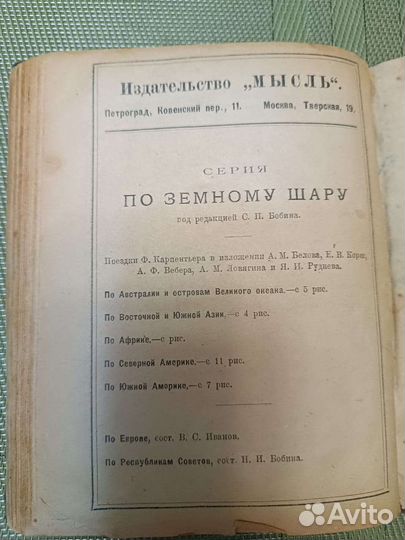 Издательство „МЫСЛЬ“.
Петроград, Ковенский пер., 11. Москва, Тверская, 19,
СЕРИЯ
ПО ЗЕМНОМУ ШАРУ
под редакцией С. П. Бобина.
Поездки Ф. Карпентьера в изложении А. М. Белова, Е. В. Корш,
А. Ф. Вебера, А. М. Ловягина и Я. И. Руднева.
По Австралии и островам Великого океана.—с 5 рис.
По Восточной и Южной Азии.—с 4 рис.
По Африке.—с рис.
По Северной Америке.—с 11 рис.
По Южной Америке.—с 7 рис.
По Европе, сост. В. С. Иванов.
По Республикам Советов, сост. П. И. Бобина.
Avito